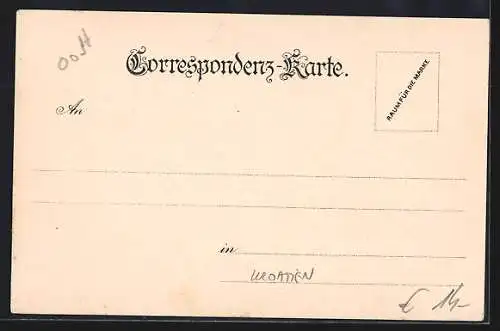 Correspondenz-Karte.
RAUM FÜR DIE MARKE
An
in
KROATIEN